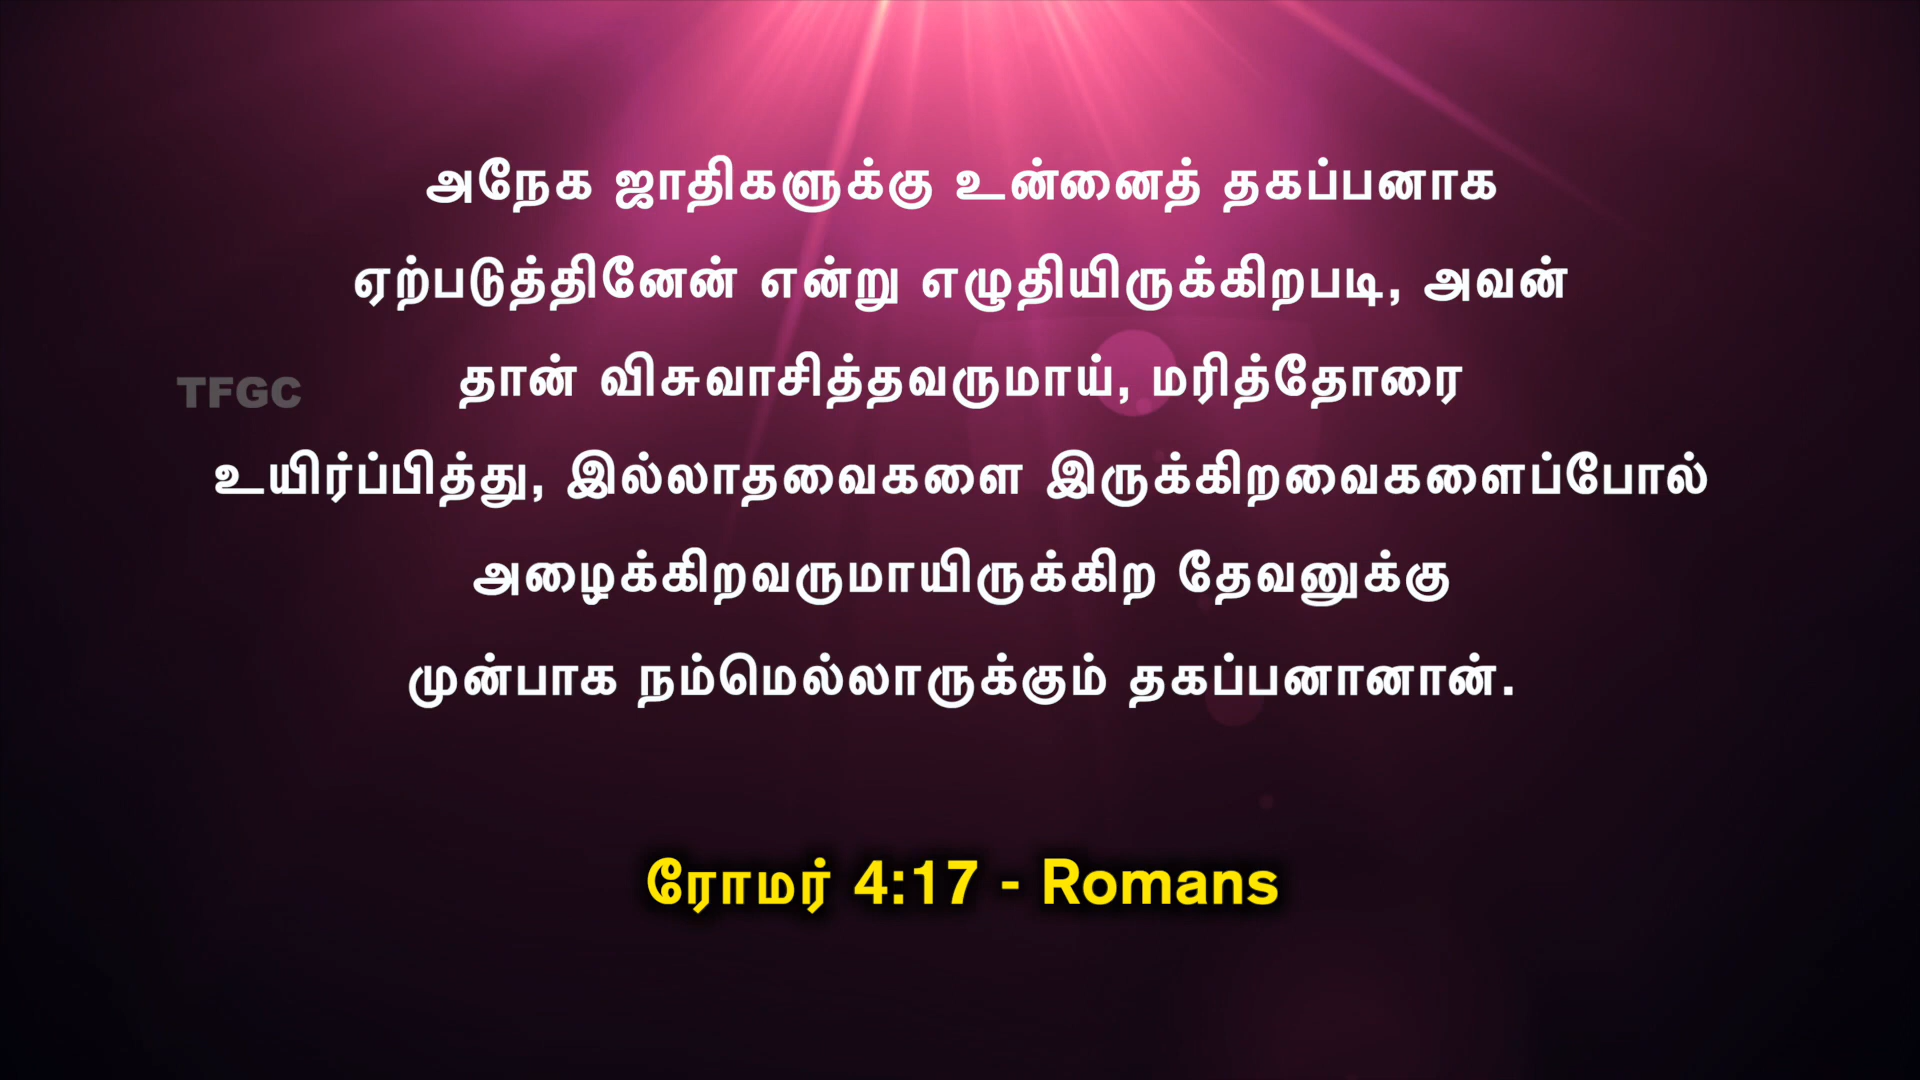 அநேக ஜாதிகளுக்கு உன்னைத் தகப்பனாக
ஏற்படுத்தினேன் என்று எழுதியிருக்கிறபடி, அவன்
TFGC
தான் விசுவாசித்தவருமாய், மரித்தோரை
உயிர்ப்பித்து, இல்லாதவைகளை இருக்கிறவைகளைப்போல்
அழைக்கிறவருமாயிருக்கிற தேவனுக்கு
முன்பாக நம்மெல்லாருக்கும் தகப்பனானான்.
ரோமர் 4:17 - Romans